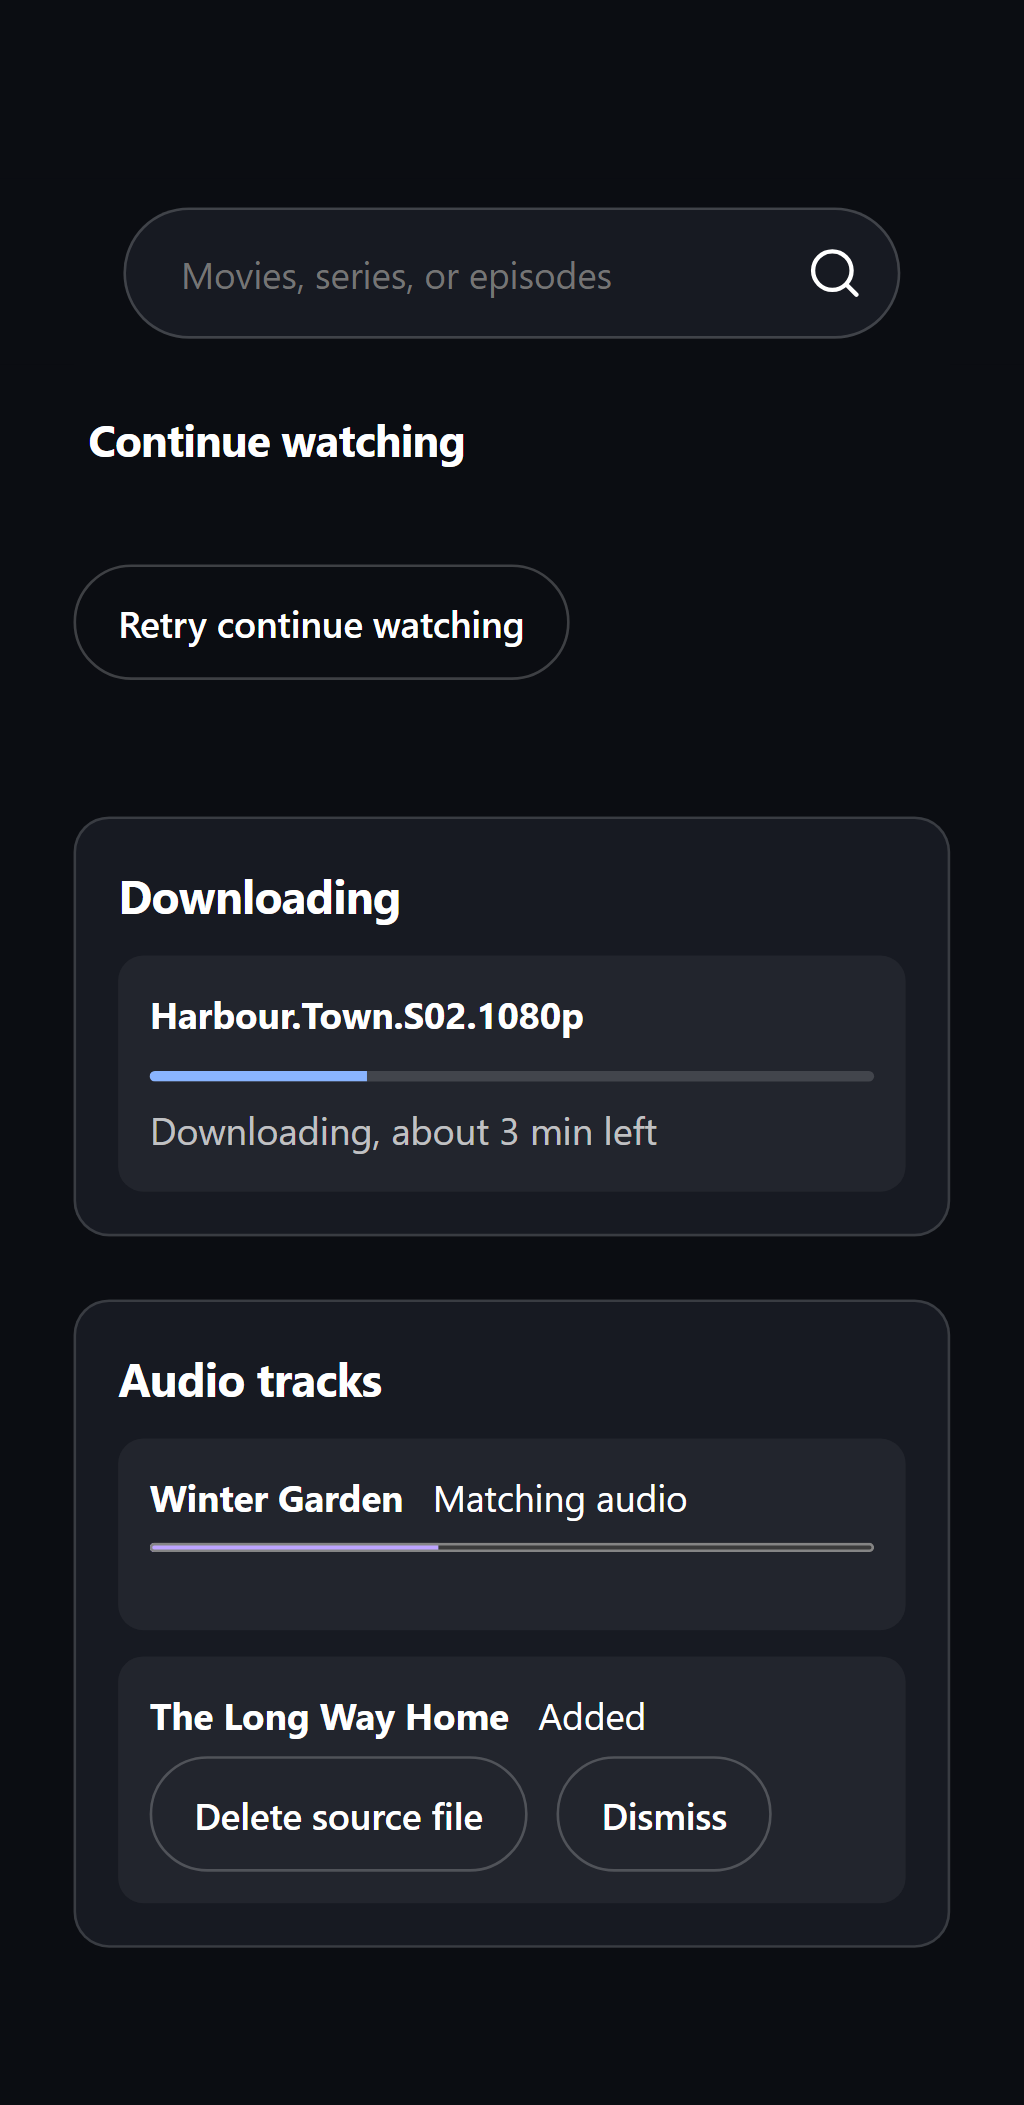 Movies, series, or episodes
Continue watching
Retry continue watching
Downloading
Harbour.Town.S02.1080p
Downloading, about 3 min left
Audio tracks
Winter Garden Matching audio
The Long Way Home Added
Delete source file Dismiss